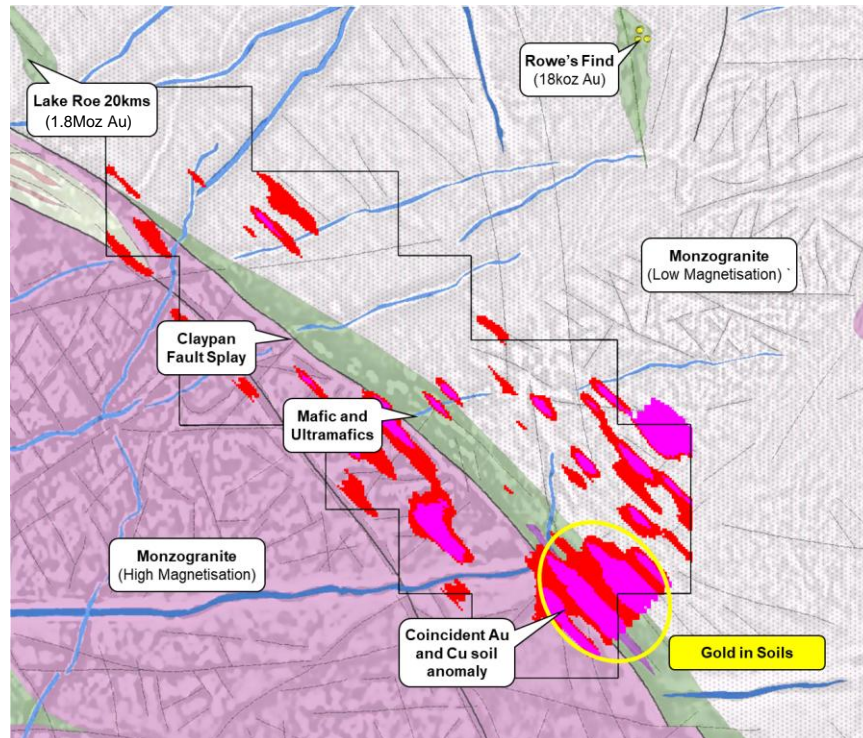 Rowe's Find
(18koz Au)
Lake Roe 20kms
(1.8Moz Au)
Monzogranite
(Low Magnetisation) `
Claypan
Fault Splay
Mafic and
Ultramafics
Monzogranite
(High Magnetisation)
Coincident Au
and Cu soil
anomaly
Gold in Soils